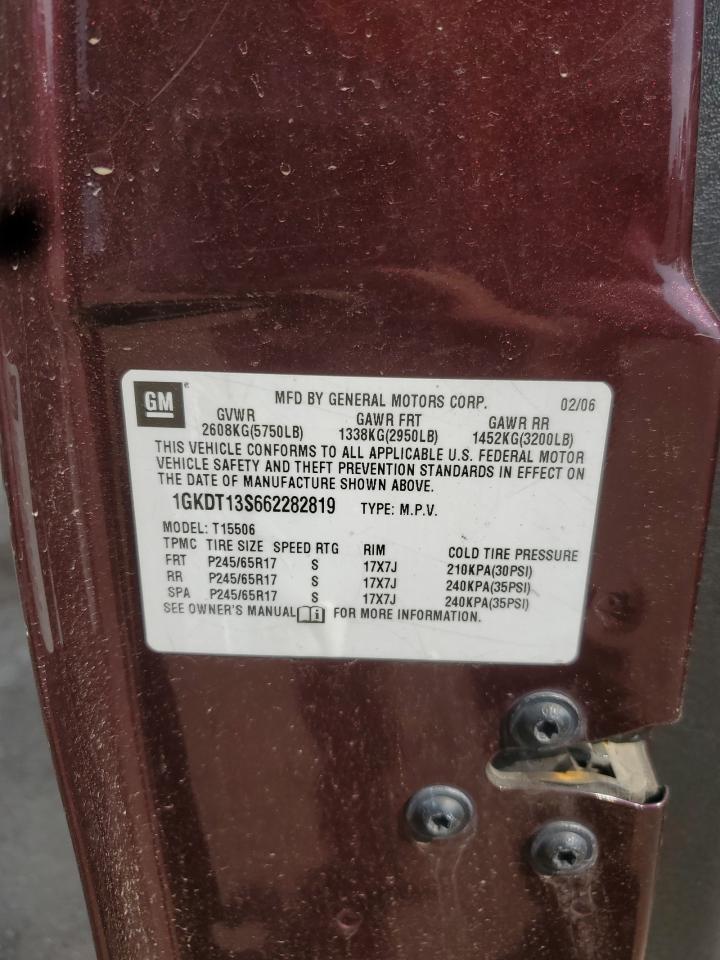 GM
MFD BY GENERAL MOTORS CORP. 02/06
GVWR GAWR FRT GAWR RR
2608KG(5750LB) 1338KG(2950LB) 1452KG(3200LB)
THIS VEHICLE CONFORMS TO ALL APPLICABLE U.S. FEDERAL MOTOR
VEHICLE SAFETY AND THEFT PREVENTION STANDARDS IN EFFECT ON
THE DATE OF MANUFACTURE SHOWN ABOVE.
1GKDT13S662282819 TYPE: M.P.V.
MODEL: T15506
TPMC TIRE SIZE SPEED RTG RIM COLD TIRE PRESSURE
FRT P245/65R17 S 17X7J 210KPA(30PSI)
RR P245/65R17 S 17X7J 240KPA(35PSI)
SPA P245/65R17 S 17X7J 240KPA(35PSI)
SEE OWNER'S MANUAL FOR MORE INFORMATION.